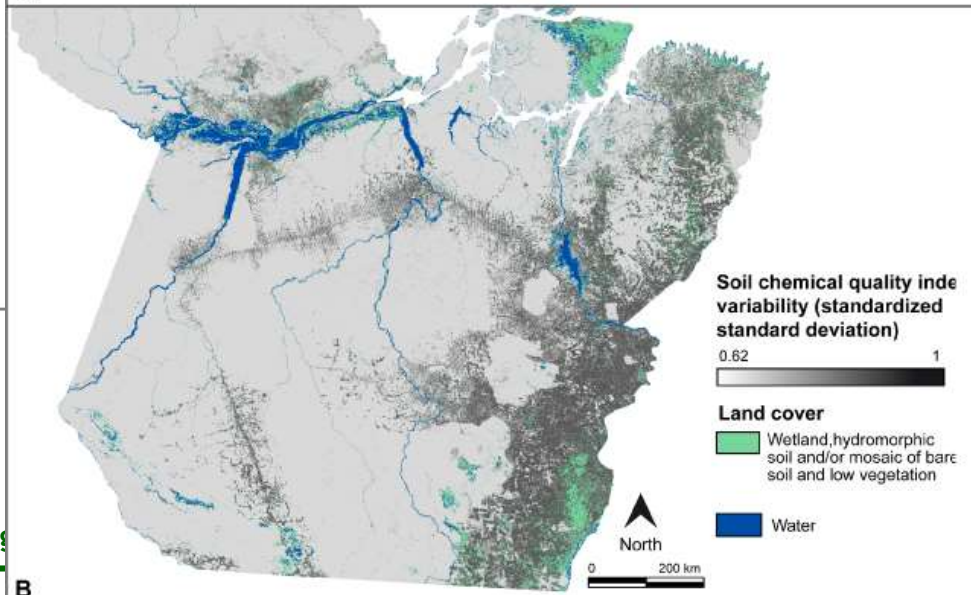 Soil chemical quality inde
variability (standardized
standard deviation)
0.62 1
Land cover
Wetland,hydromorphic
soil and/or mosaic of bare
soil and low vegetation
Water
North
0 200 km
B